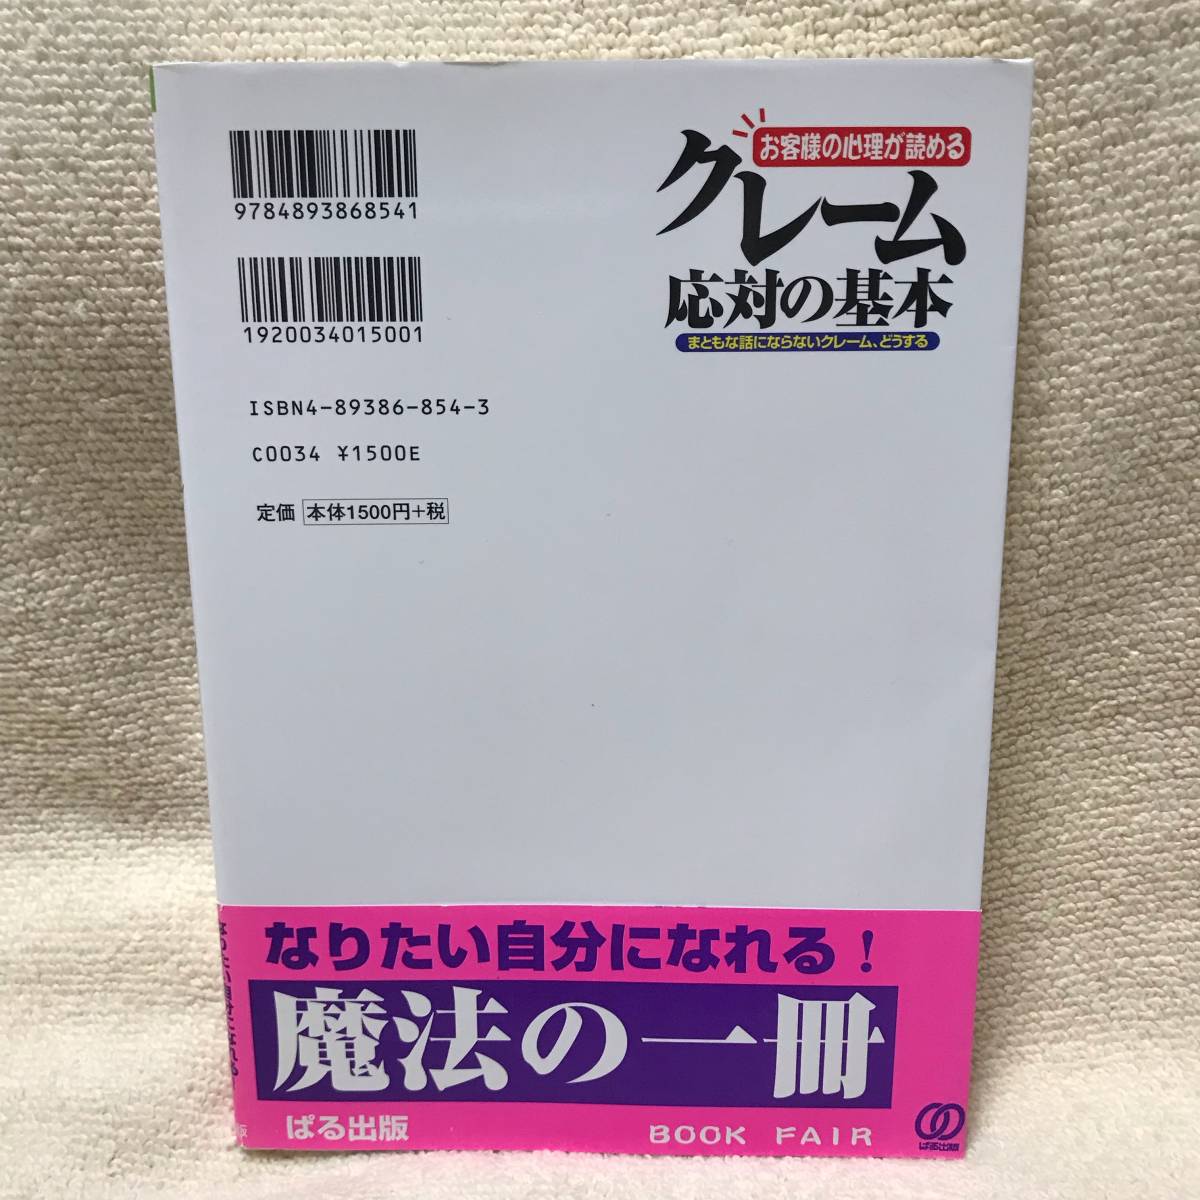 お客様の心理が読める
クレーム
応対の基本
まともな話にならないクレーム、どうする
9784893868541
1920034015001
ISBN4-89386-854-3
C0034 ¥1500E
定価 本体1500円+税
なりたい自分になれる!
魔法の一冊
ぱる出版
BOOK FAIR
ぱる出版